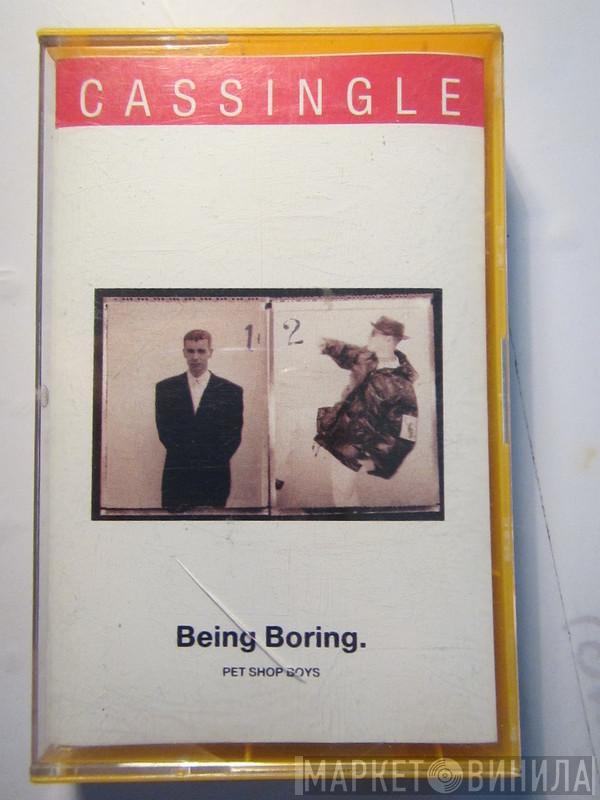 CASSINGLE
1
2
Being Boring.
PET SHOP BOYS
МАРКЕТ ВИНИЛА